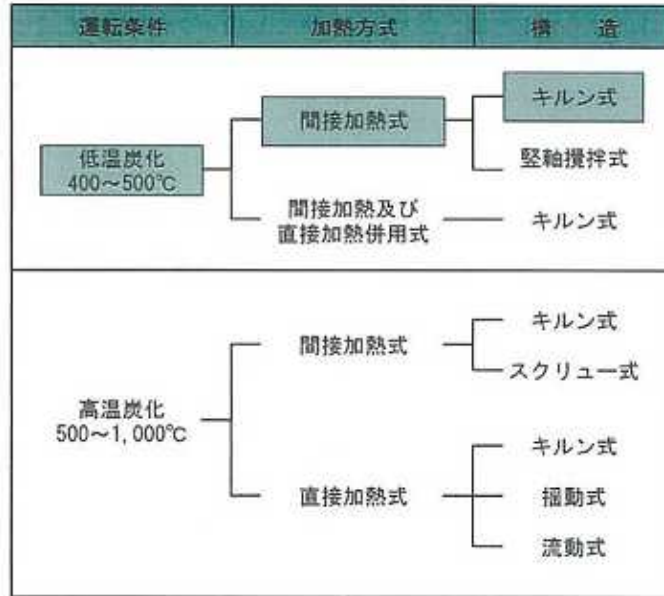 運転条件 加熱方式 構造
低温炭化
400～500℃
間接加熱式
キルン式
竪軸攪拌式
間接加熱及び
直接加熱併用式
キルン式
高温炭化
500～1,000℃
間接加熱式
キルン式
スクリュー式
直接加熱式
キルン式
揺動式
流動式